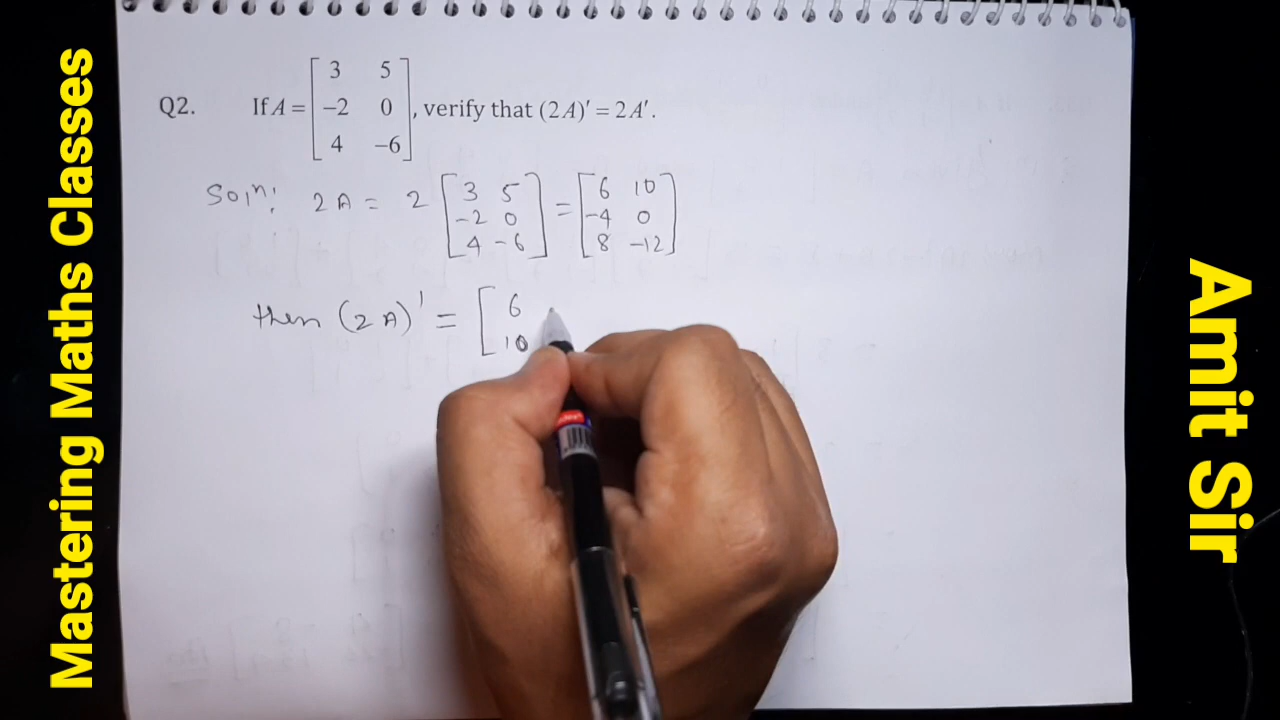 Mastering Maths Classes
3 5
Q2. If A = −2 0 , verify that (2A)′ = 2A′.
4 −6
Soln: 2A = 2 [3 5 = [6 10
−2 0 −4 0
4 −6] 8 −12]
then (2A)' = [6
10
Amit Sir